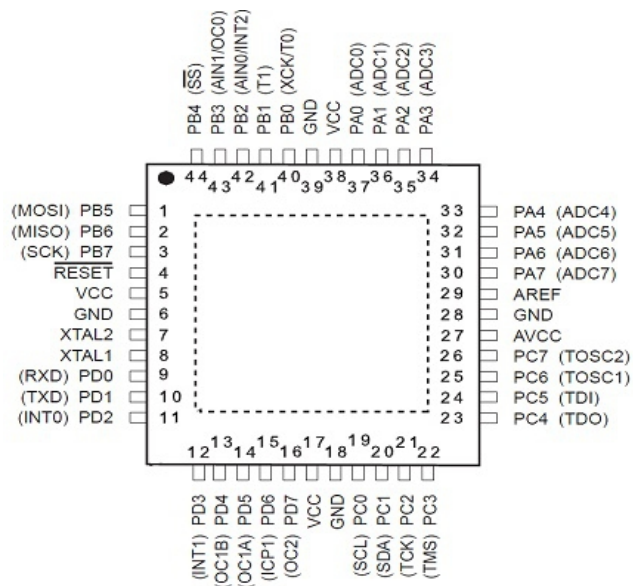 PB4 (SS)
PB3 (AIN1/OC0)
PB2 (AIN0/INT2)
PB1 (T1)
PB0 (XCK/T0)
GND
VCC
PA0 (ADC0)
PA1 (ADC1)
PA2 (ADC2)
PA3 (ADC3)
44 43 42 41 40 39 38 37 36 35 34
(MOSI) PB5 1
(MISO) PB6 2
(SCK) PB7 3
RESET 4
VCC 5
GND 6
XTAL2 7
XTAL1 8
(RXD) PD0 9
(TXD) PD1 10
(INT0) PD2 11
33 PA4 (ADC4)
32 PA5 (ADC5)
31 PA6 (ADC6)
30 PA7 (ADC7)
29 AREF
28 GND
27 AVCC
26 PC7 (TOSC2)
25 PC6 (TOSC1)
24 PC5 (TDI)
23 PC4 (TDO)
12 13 14 15 16 17 18 19 20 21 22
(INT1) PD3
(OC1B) PD4
(OC1A) PD5
(ICP1) PD6
(OC2) PD7
VCC
GND
(SCL) PC0
(SDA) PC1
(TCK) PC2
(TMS) PC3